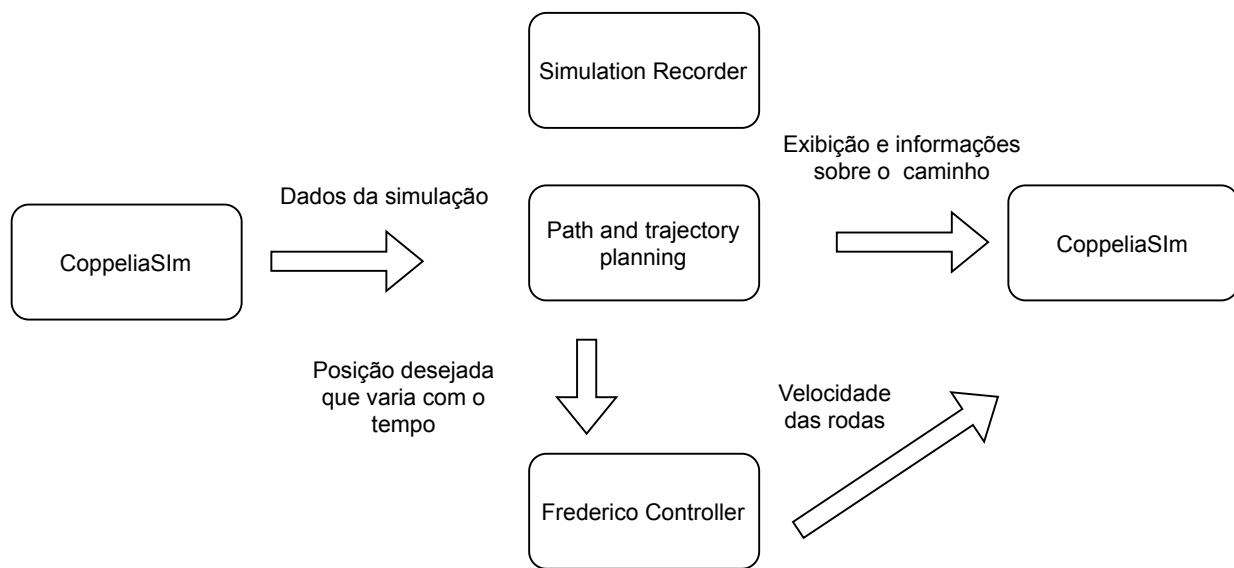 Simulation Recorder
Exibição e informações
sobre o caminho
Dados da simulação
CoppeliaSIm
Path and trajectory
planning
CoppeliaSIm
Posição desejada
que varia com o
tempo
Velocidade
das rodas
Frederico Controller